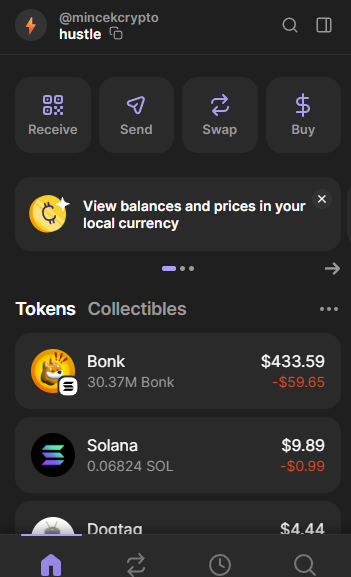 @mincekcrypto
hustle
Receive
Send
Swap
Buy
View balances and prices in your
local currency
Tokens
Collectibles
Bonk
$433.59
30.37M Bonk
-$59.65
Solana
$9.89
0.06824 SOL
-$0.99
Dogtag
$4.44